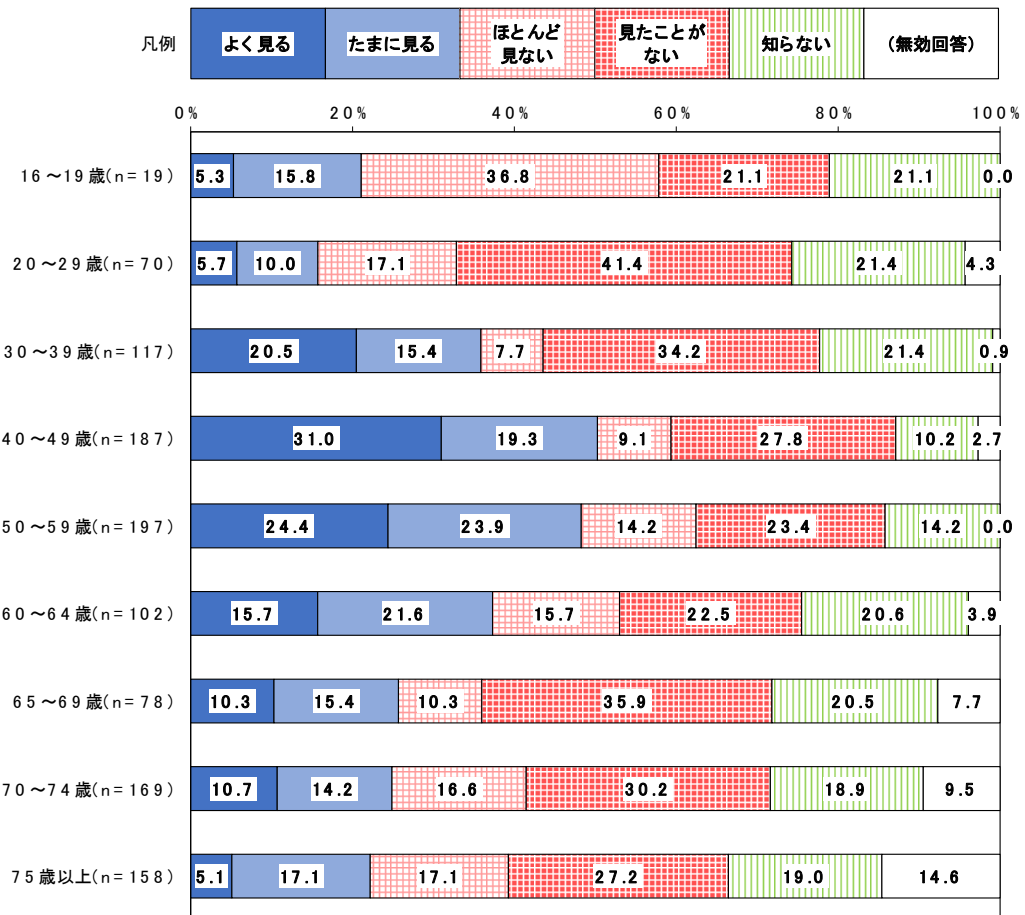 凡例 よく見る たまに見る ほとんど見ない 見たことがない 知らない （無効回答）
0% 20% 40% 60% 80% 100%
16～19歳(n=19) 5.3 15.8 36.8 21.1 21.1 0.0
20～29歳(n=70) 5.7 10.0 17.1 41.4 21.4 4.3
30～39歳(n=117) 20.5 15.4 7.7 34.2 21.4 0.9
40～49歳(n=187) 31.0 19.3 9.1 27.8 10.2 2.7
50～59歳(n=197) 24.4 23.9 14.2 23.4 14.2 0.0
60～64歳(n=102) 15.7 21.6 15.7 22.5 20.6 3.9
65～69歳(n=78) 10.3 15.4 10.3 35.9 20.5 7.7
70～74歳(n=169) 10.7 14.2 16.6 30.2 18.9 9.5
75歳以上(n=158) 5.1 17.1 17.1 27.2 19.0 14.6